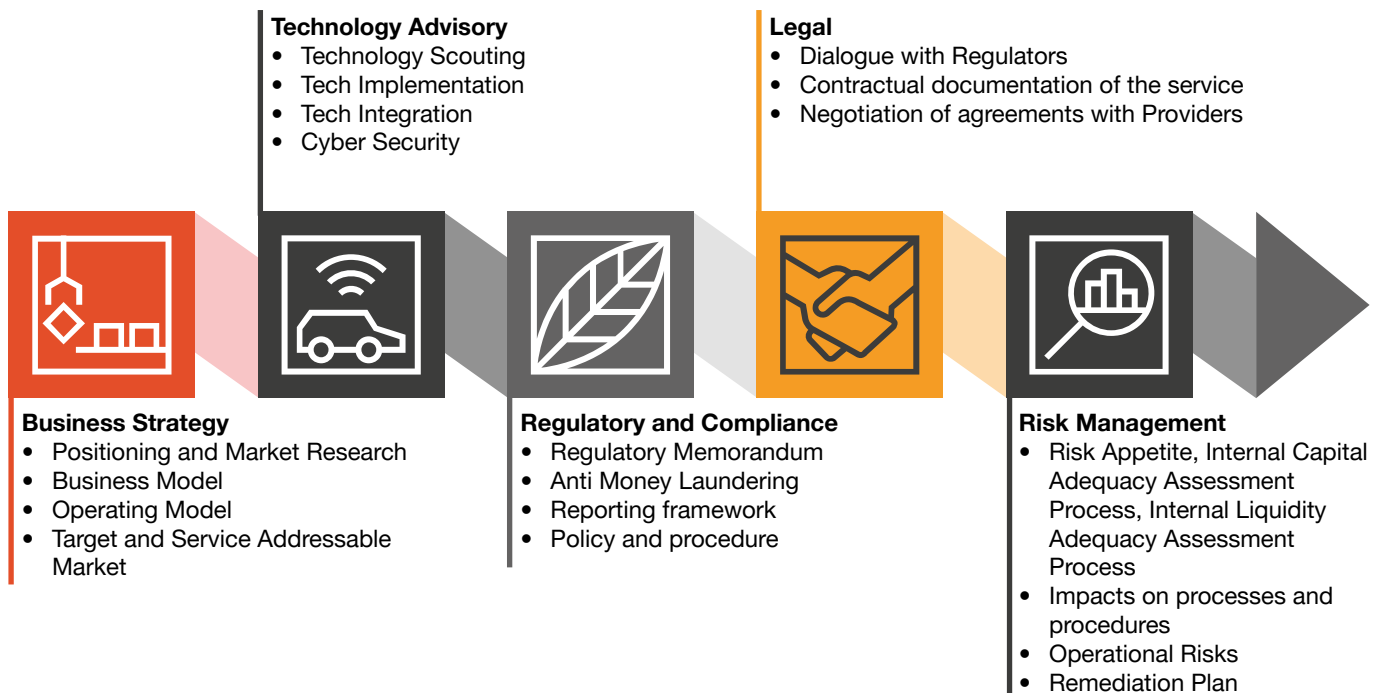 Technology Advisory
• Technology Scouting
• Tech Implementation
• Tech Integration
• Cyber Security
Legal
• Dialogue with Regulators
• Contractual documentation of the service
• Negotiation of agreements with Providers
Business Strategy
• Positioning and Market Research
• Business Model
• Operating Model
• Target and Service Addressable
Market
Regulatory and Compliance
• Regulatory Memorandum
• Anti Money Laundering
• Reporting framework
• Policy and procedure
Risk Management
• Risk Appetite, Internal Capital
Adequacy Assessment
Process, Internal Liquidity
Adequacy Assessment
Process
• Impacts on processes and
procedures
• Operational Risks
• Remediation Plan